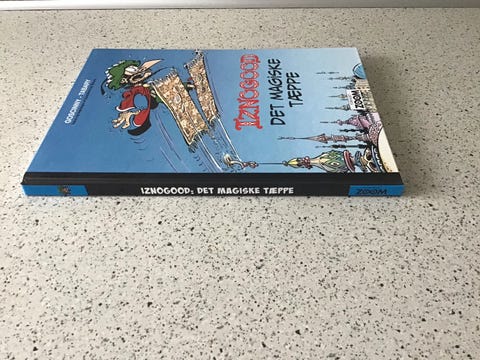 GOSCINNY · TABARY
IZNOGOOD
DET MAGISKE
TÆPPE
ZOOM
IZNOGOOD: DET MAGISKE TÆPPE
ZOOM